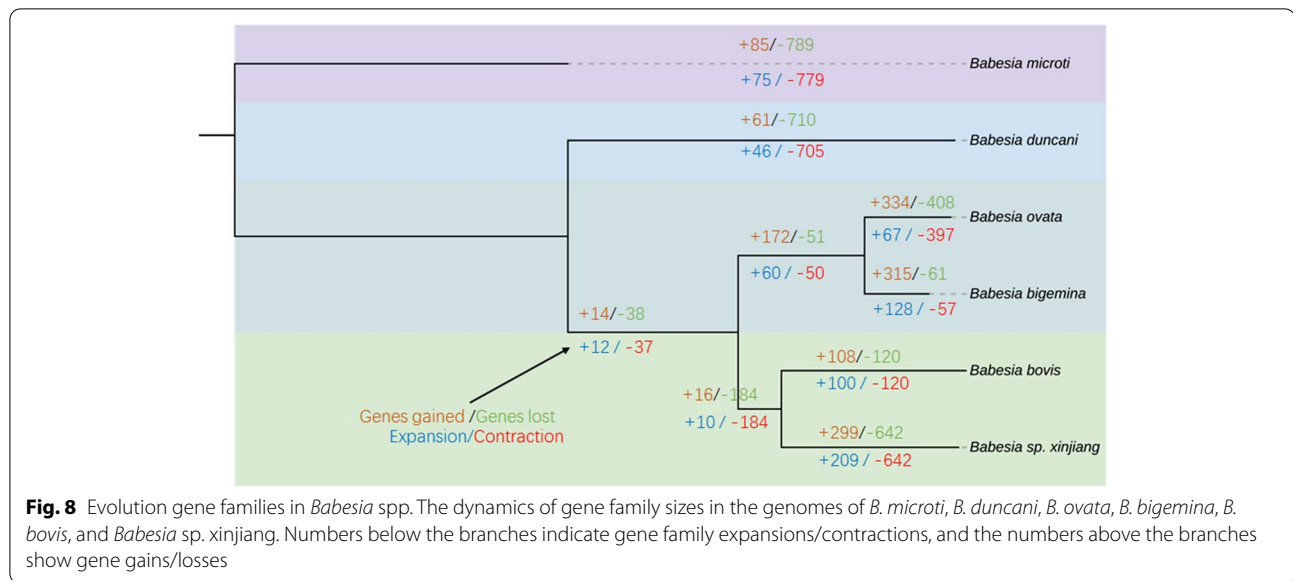 +85/-789
Babesia microti
+75 / -779
+61/-710
Babesia duncani
+46 / -705
+334/-408
Babesia ovata
+67 / -397
+172/-51
+60 / -50
+315/-61
Babesia bigemina
+128 / -57
+14/-38
+12 / -37
+108/-120
Babesia bovis
+100 / -120
+16/-184
+10 / -184
Genes gained /Genes lost
Expansion/Contraction
+299/-642
Babesia sp. xinjiang
+209 / -642
Fig. 8 Evolution gene families in Babesia spp. The dynamics of gene family sizes in the genomes of B. microti, B. duncani, B. ovata, B. bigemina, B.
bovis, and Babesia sp. xinjiang. Numbers below the branches indicate gene family expansions/contractions, and the numbers above the branches
show gene gains/losses